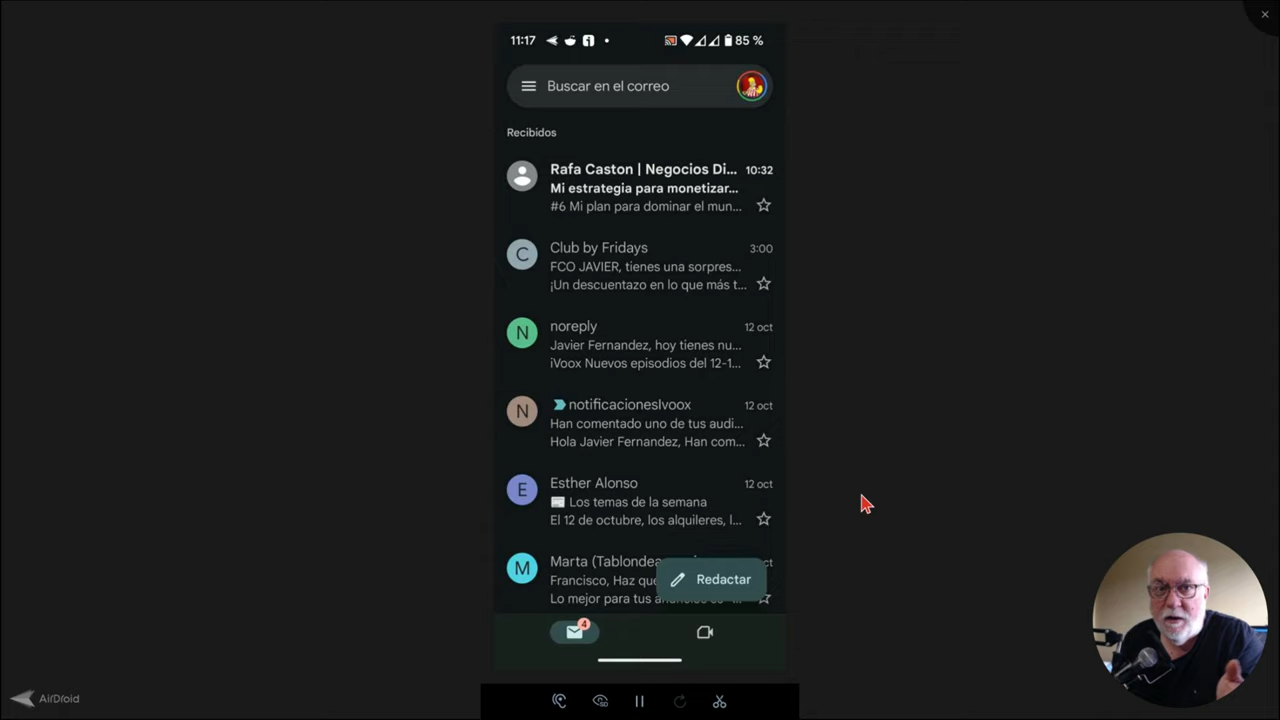 11:17 85 %
Buscar en el correo
Recibidos
Rafa Caston | Negocios Di... 10:32
Mi estrategia para monetizar...
#6 Mi plan para dominar el mun...
C Club by Fridays 3:00
FCO JAVIER, tienes una sorpres...
¡Un descuentazo en lo que más t...
N noreply 12 oct
Javier Fernandez, hoy tienes nu...
iVoox Nuevos episodios del 12-1...
N notificacionesIvoox 12 oct
Han comentado uno de tus audi...
Hola Javier Fernandez, Han com...
E Esther Alonso 12 oct
Los temas de la semana
El 12 de octubre, los alquileres, l...
M Marta (Tablondea
Francisco, Haz que
Lo mejor para tus
Redactar
4
AirDroid